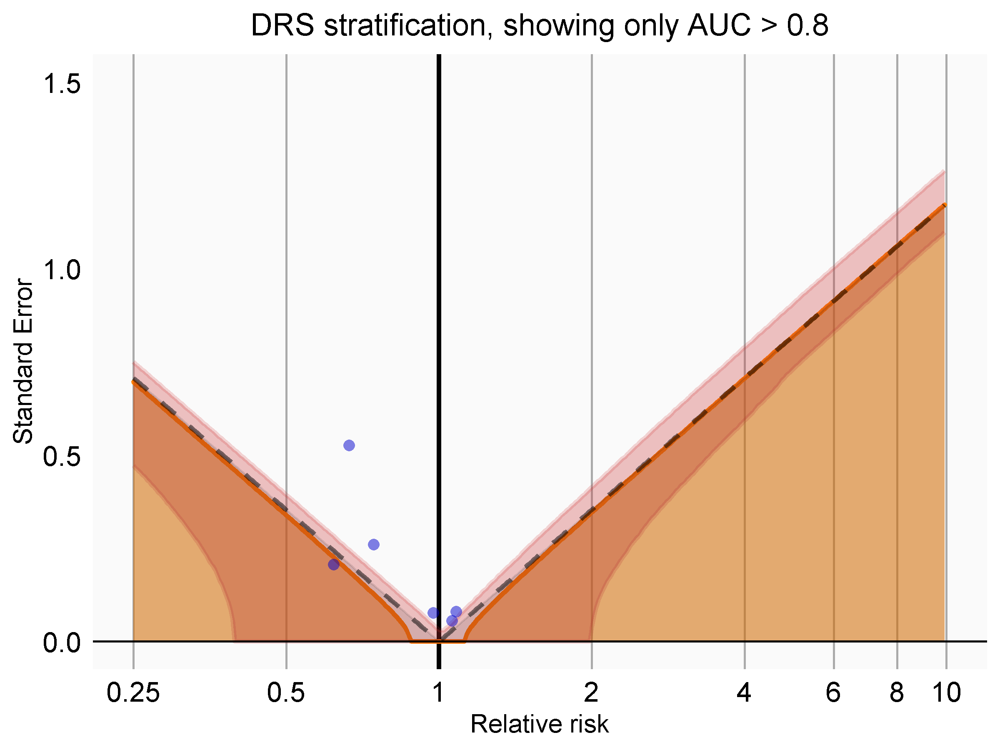 DRS stratification, showing only AUC > 0.8
1.5
1.0
0.5
0.0
Standard Error
0.25 0.5 1 2 4 6 8 10
Relative risk